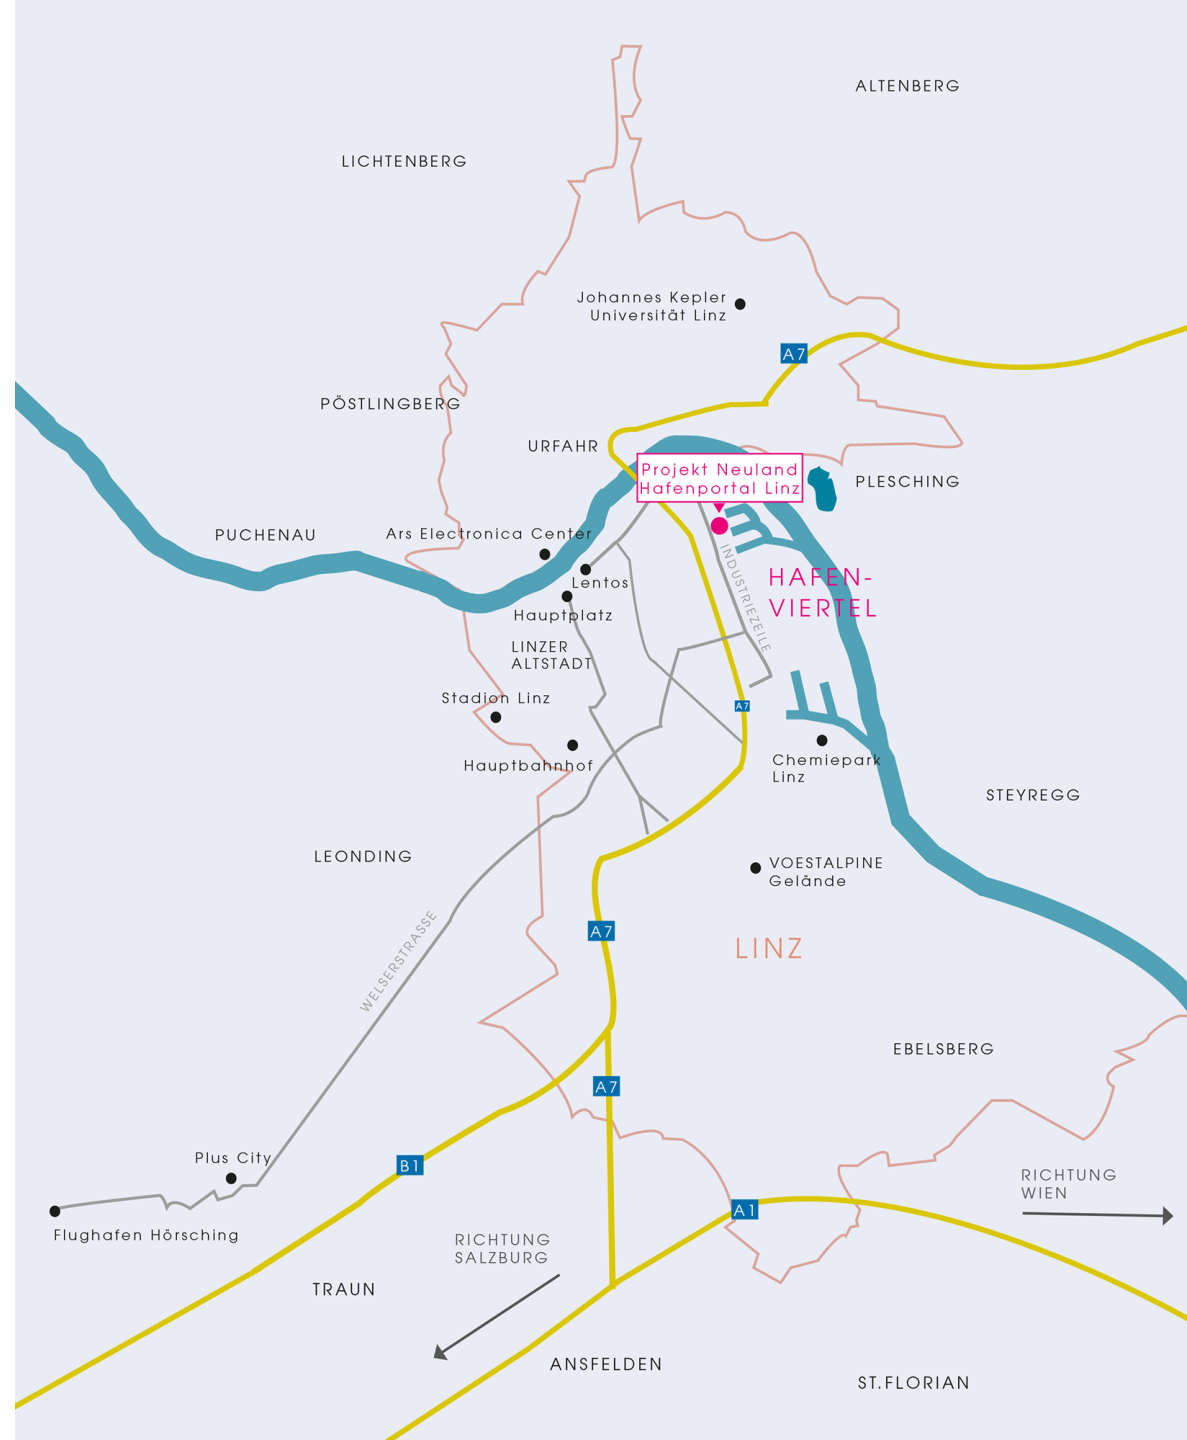 ALTENBERG
LICHTENBERG
Johannes Kepler
Universität Linz
A7
PÖSTLINGBERG
URFAHR
Projekt Neuland
Hafenportal Linz
PLESCHING
PUCHENAU
Ars Electronica Center
INDUSTRIEZEILE
HAFEN-
VIERTEL
Lentos
Hauptplatz
LINZER
ALTSTADT
Stadion Linz
A7
Hauptbahnhof
Chemiepark
Linz
STEYREGG
LEONDING
VOESTALPINE
Gelände
WELSERSTRASSE
A7
LINZ
EBELSBERG
A7
Plus City
B1
RICHTUNG
WIEN
A1
Flughafen Hörsching
RICHTUNG
SALZBURG
TRAUN
ANSFELDEN
ST.FLORIAN